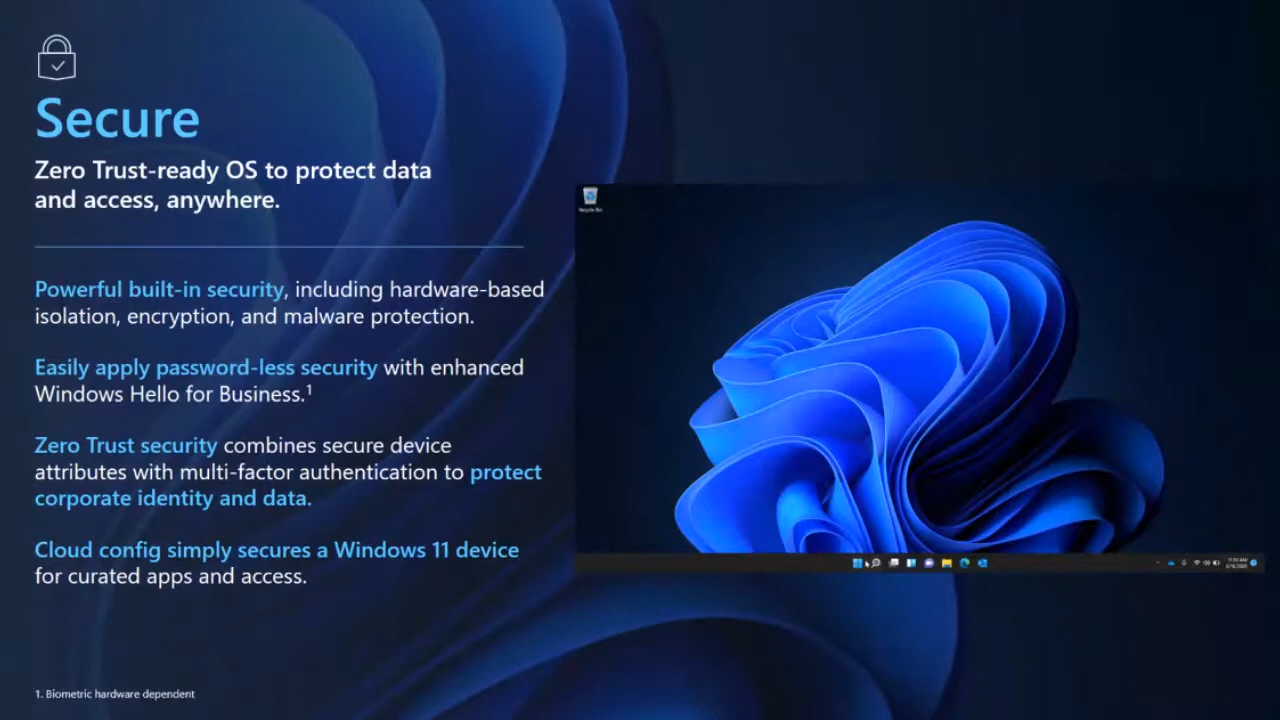 Secure
Zero Trust-ready OS to protect data
and access, anywhere.
Powerful built-in security, including hardware-based
isolation, encryption, and malware protection.
Easily apply password-less security with enhanced
Windows Hello for Business.¹
Zero Trust security combines secure device
attributes with multi-factor authentication to protect
corporate identity and data.
Cloud config simply secures a Windows 11 device
for curated apps and access.
1. Biometric hardware dependent
Recycle Bin